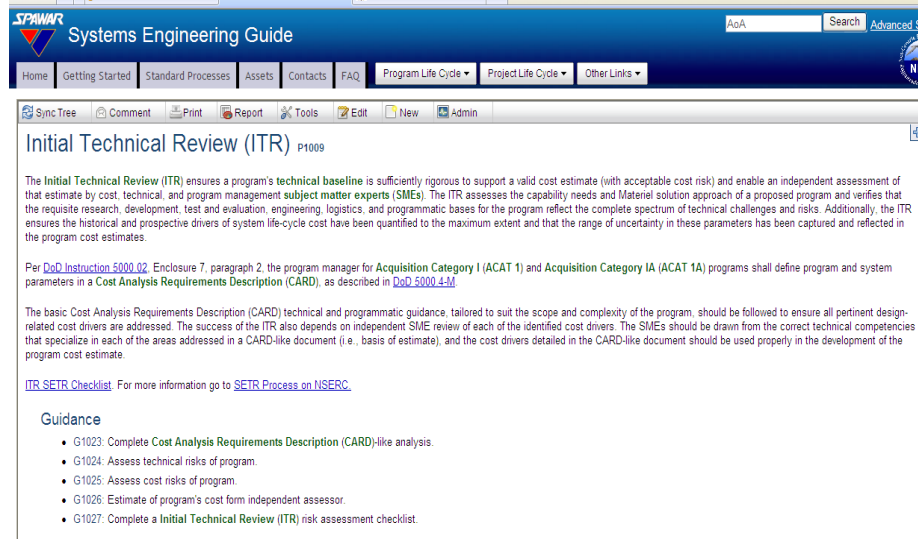 SPAWAR
Systems Engineering Guide
AoA
Search
Advanced S
Home
Getting Started
Standard Processes
Assets
Contacts
FAQ
Program Life Cycle
Project Life Cycle
Other Links
N
Sync Tree
Comment
Print
Report
Tools
Edit
New
Admin
Initial Technical Review (ITR) P1009
The Initial Technical Review (ITR) ensures a program's technical baseline is sufficiently rigorous to support a valid cost estimate (with acceptable cost risk) and enable an independent assessment of
that estimate by cost, technical, and program management subject matter experts (SMEs). The ITR assesses the capability needs and Materiel solution approach of a proposed program and verifies that
the requisite research, development, test and evaluation, engineering, logistics, and programmatic bases for the program reflect the complete spectrum of technical challenges and risks. Additionally, the ITR
ensures the historical and prospective drivers of system life-cycle cost have been quantified to the maximum extent and that the range of uncertainty in these parameters has been captured and reflected in
the program cost estimates.
Per DoD Instruction 5000.02, Enclosure 7, paragraph 2, the program manager for Acquisition Category I (ACAT 1) and Acquisition Category IA (ACAT 1A) programs shall define program and system
parameters in a Cost Analysis Requirements Description (CARD), as described in DoD 5000.4-M.
The basic Cost Analysis Requirements Description (CARD) technical and programmatic guidance, tailored to suit the scope and complexity of the program, should be followed to ensure all pertinent design-
related cost drivers are addressed. The success of the ITR also depends on independent SME review of each of the identified cost drivers. The SMEs should be drawn from the correct technical competencies
that specialize in each of the areas addressed in a CARD-like document (i.e., basis of estimate), and the cost drivers detailed in the CARD-like document should be used properly in the development of the
program cost estimate.
ITR SETR Checklist. For more information go to SETR Process on NSERC.
Guidance
• G1023: Complete Cost Analysis Requirements Description (CARD)-like analysis.
• G1024: Assess technical risks of program.
• G1025: Assess cost risks of program.
• G1026: Estimate of program's cost form independent assessor.
• G1027: Complete a Initial Technical Review (ITR) risk assessment checklist.